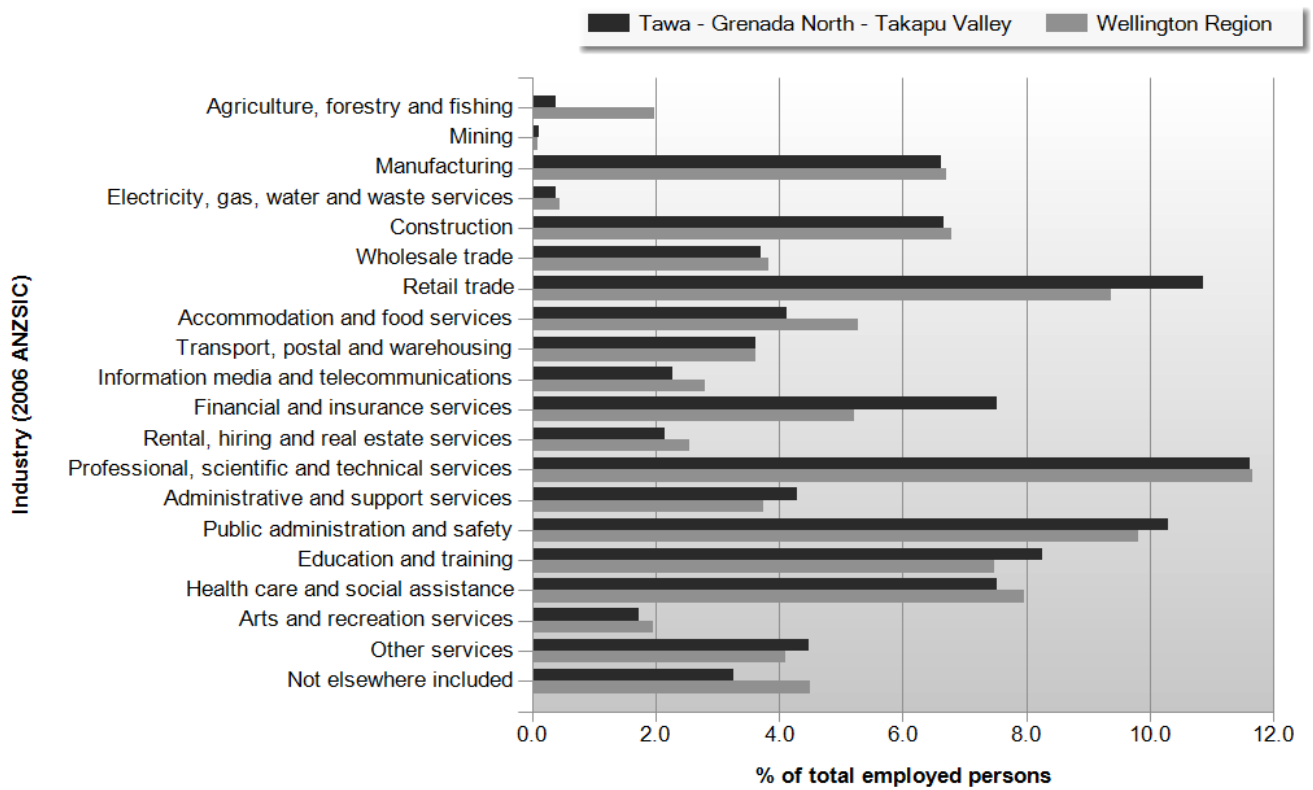 Tawa - Grenada North - Takapu Valley Wellington Region
Industry (2006 ANZSIC)
Agriculture, forestry and fishing
Mining
Manufacturing
Electricity, gas, water and waste services
Construction
Wholesale trade
Retail trade
Accommodation and food services
Transport, postal and warehousing
Information media and telecommunications
Financial and insurance services
Rental, hiring and real estate services
Professional, scientific and technical services
Administrative and support services
Public administration and safety
Education and training
Health care and social assistance
Arts and recreation services
Other services
Not elsewhere included
0.0 2.0 4.0 6.0 8.0 10.0 12.0
% of total employed persons